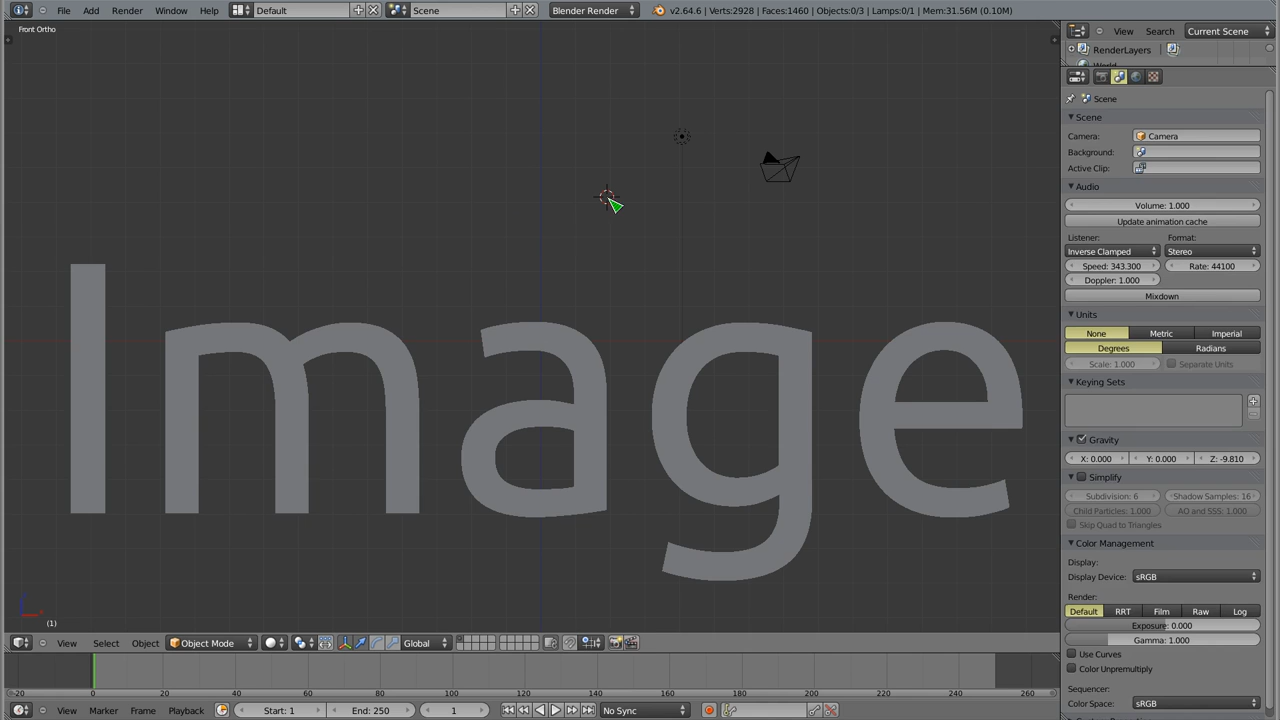 File Add Render Window Help Default Scene Blender Render v2.64.6 | Verts:2928 | Faces:1460 | Objects:0/3 | Lamps:0/1 | Mem:31.56M (0.10M)
Front Ortho
Image
(1)
View Select Object Object Mode Global
-20 0 20 40 60 80 100 120 140 160 180 200 220 240 260
View Marker Frame Playback Start: 1 End: 250 1 No Sync
View Search Current Scene
RenderLayers
World
Scene
Scene
Camera: Camera
Background:
Active Clip:
Audio
Volume: 1.000
Update animation cache
Listener: Format:
Inverse Clamped Stereo
Speed: 343.300 Rate: 44100
Doppler: 1.000
Mixdown
Units
None Metric Imperial
Degrees Radians
Scale: 1.000 Separate Units
Keying Sets
Gravity
X: 0.000 Y: 0.000 Z: -9.810
Simplify
Subdivision: 6 Shadow Samples: 16
Child Particles: 1.000 AO and SSS: 1.000
Skip Quad to Triangles
Color Management
Display:
Display Device: sRGB
Render:
Default RRT Film Raw Log
Exposure: 0.000
Gamma: 1.000
Use Curves
Color Unpremultiply
Sequencer:
Color Space: sRGB